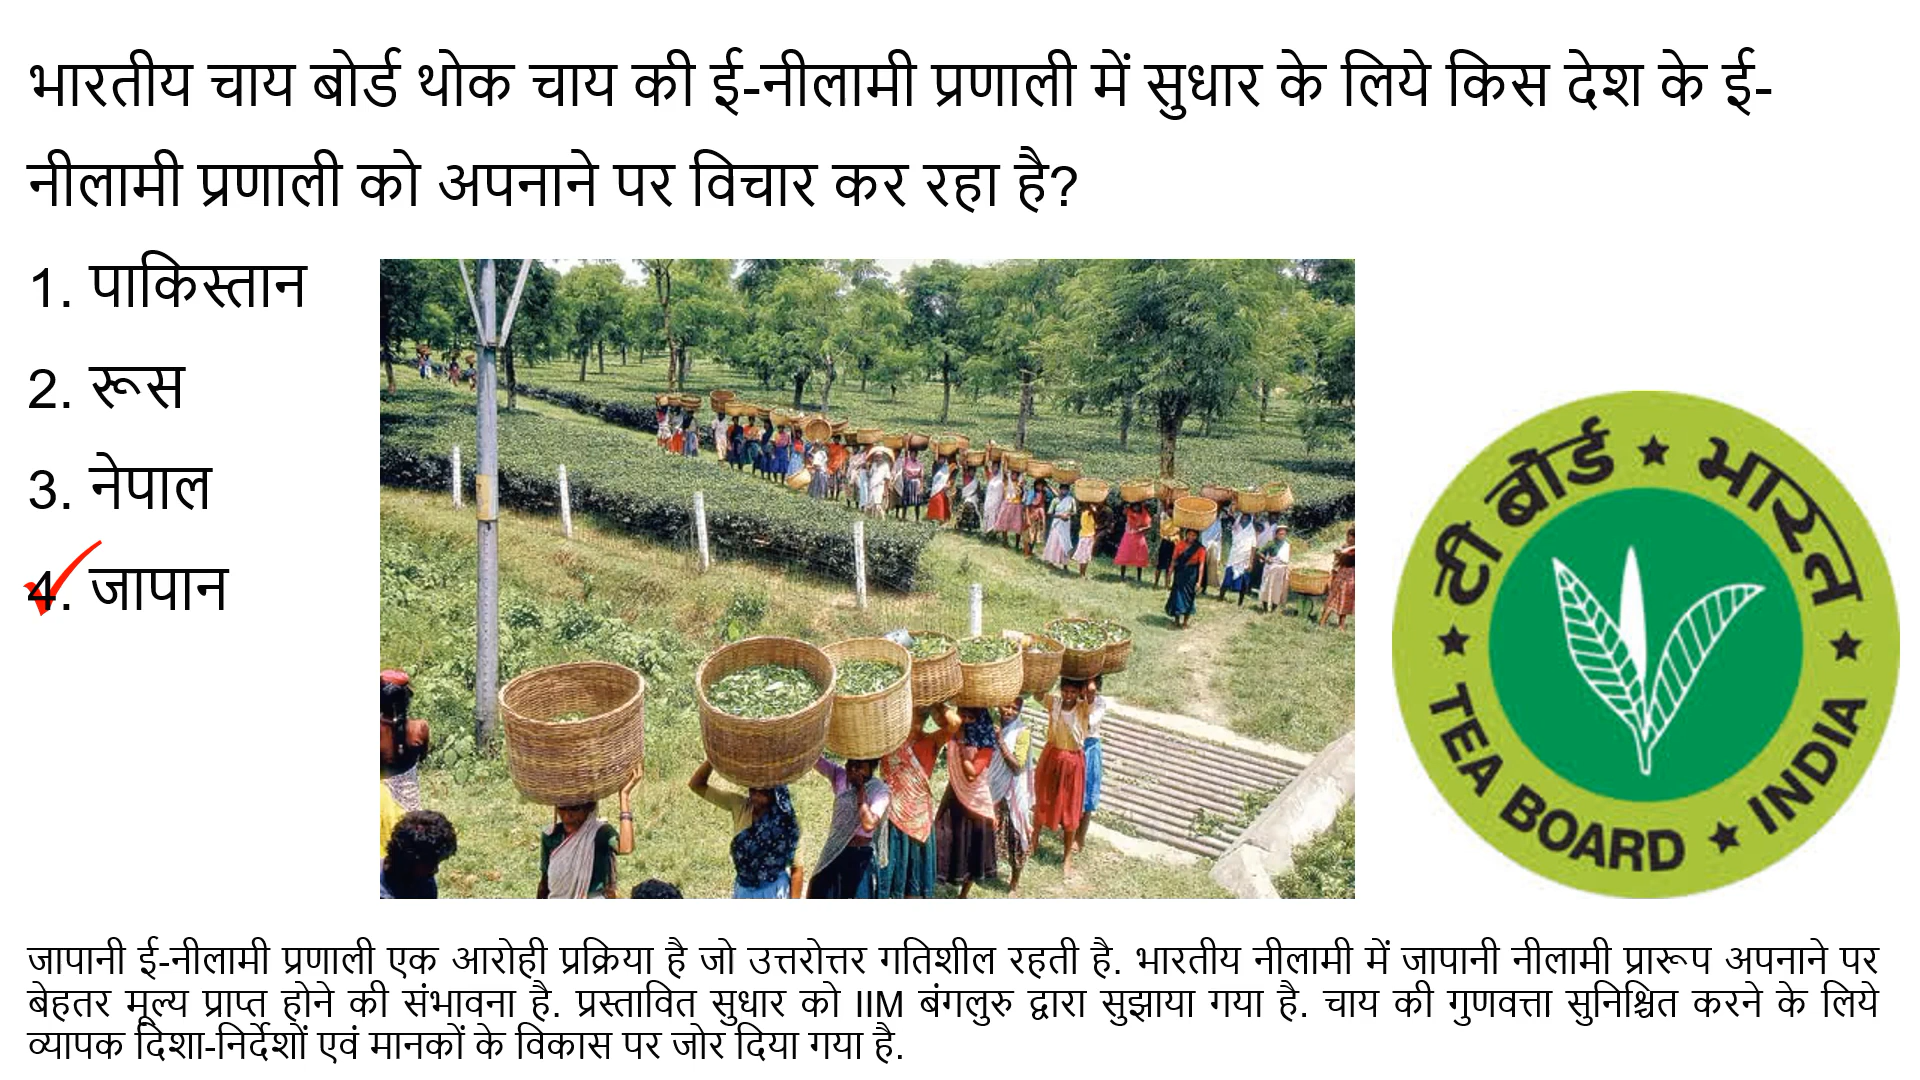 भारतीय चाय बोर्ड थोक चाय की ई-नीलामी प्रणाली में सुधार के लिये किस देश के ई-
नीलामी प्रणाली को अपनाने पर विचार कर रहा है?
1. पाकिस्तान
2. रूस
3. नेपाल
4. जापान
टी बोर्ड ★ भारत
★ TEA BOARD ★ INDIA ★
जापानी ई-नीलामी प्रणाली एक आरोही प्रक्रिया है जो उत्तरोत्तर गतिशील रहती है. भारतीय नीलामी में जापानी नीलामी प्रारूप अपनाने पर
बेहतर मूल्य प्राप्त होने की संभावना है. प्रस्तावित सुधार को IIM बंगलुरु द्वारा सुझाया गया है. चाय की गुणवत्ता सुनिश्चित करने के लिये
व्यापक दिशा-निर्देशों एवं मानकों के विकास पर जोर दिया गया है.